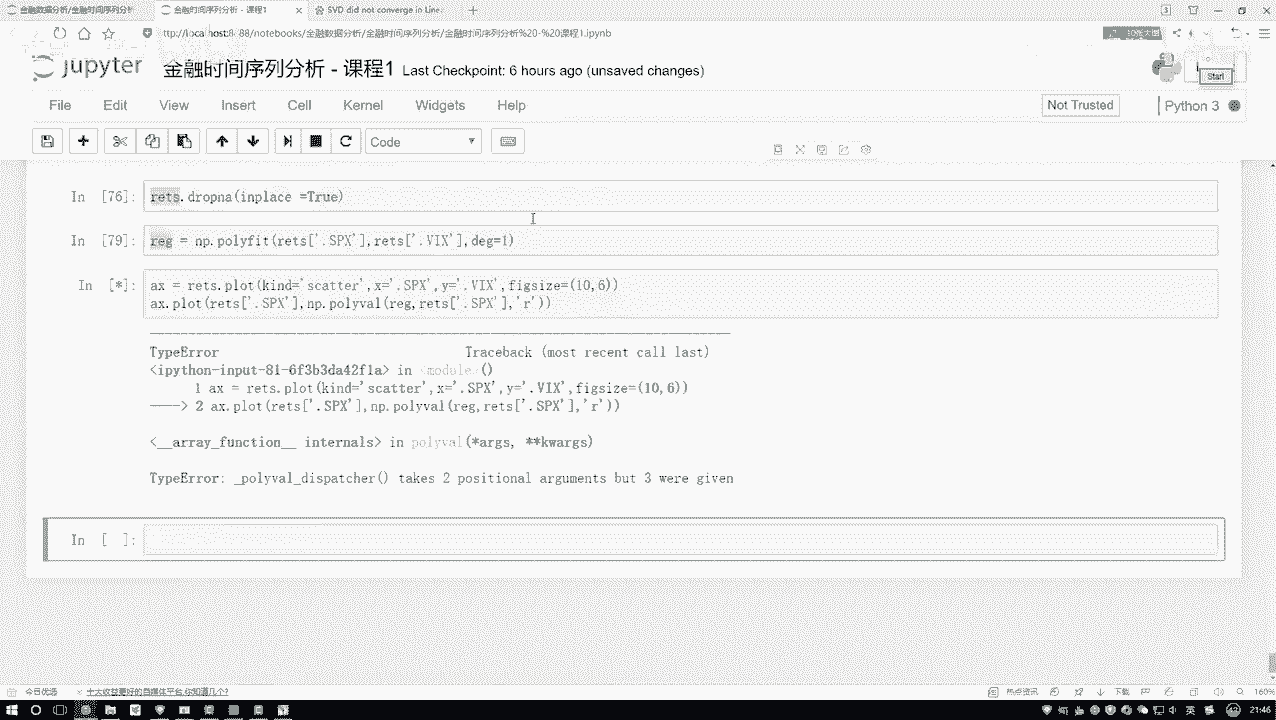 金融数据分析/金融时间序列分析
金融时间序列分析 - 课程1
SVD did not converge in Line
ttp://localhost:8888/notebooks/金融数据分析/金融时间序列分析/金融时间序列分析%20-%20课程1.ipynb
jupyter 金融时间序列分析 - 课程1 Last Checkpoint: 6 hours ago (unsaved changes)
Start
File Edit View Insert Cell Kernel Widgets Help
Not Trusted
Python 3
Code
In [76]: rets.dropna(inplace =True)
In [79]: reg = np.polyfit(rets['.SPX'],rets['.VIX'],deg=1)
In [*]: ax = rets.plot(kind='scatter',x='.SPX',y='.VIX',figsize=(10,6))
ax.plot(rets['.SPX'],np.polyval(reg,rets['.SPX'],'r'))
TypeError Traceback (most recent call last)
<ipython-input-81-6f3b3da42f1a> in <module>()
1 ax = rets.plot(kind='scatter',x='.SPX',y='.VIX',figsize=(10,6))
----> 2 ax.plot(rets['.SPX'],np.polyval(reg,rets['.SPX'],'r'))
<__array_function__ internals> in polyval(*args, **kwargs)
TypeError: _polyval_dispatcher() takes 2 positional arguments but 3 were given
In [ ]:
今日优选
十大收益更好的自媒体平台,你知道几个?
热点资讯
下载
160%
英
21:46